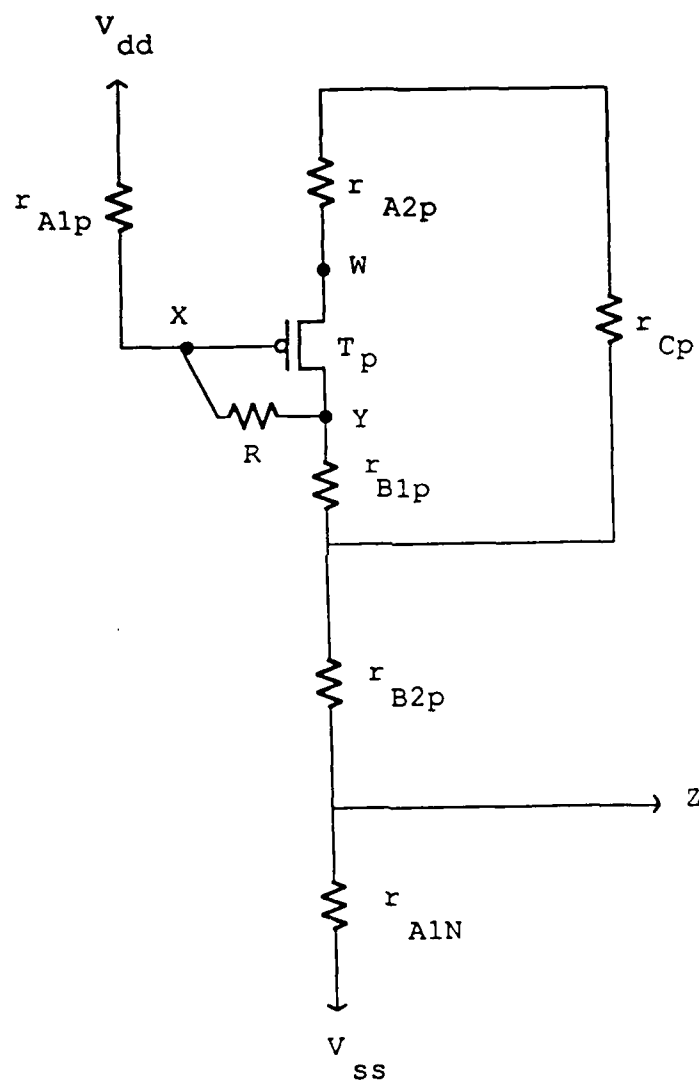 V dd
r A1p
r A2p
W
X
r Cp
T p
Y
R
r B1p
r B2p
Z
r A1N
V ss